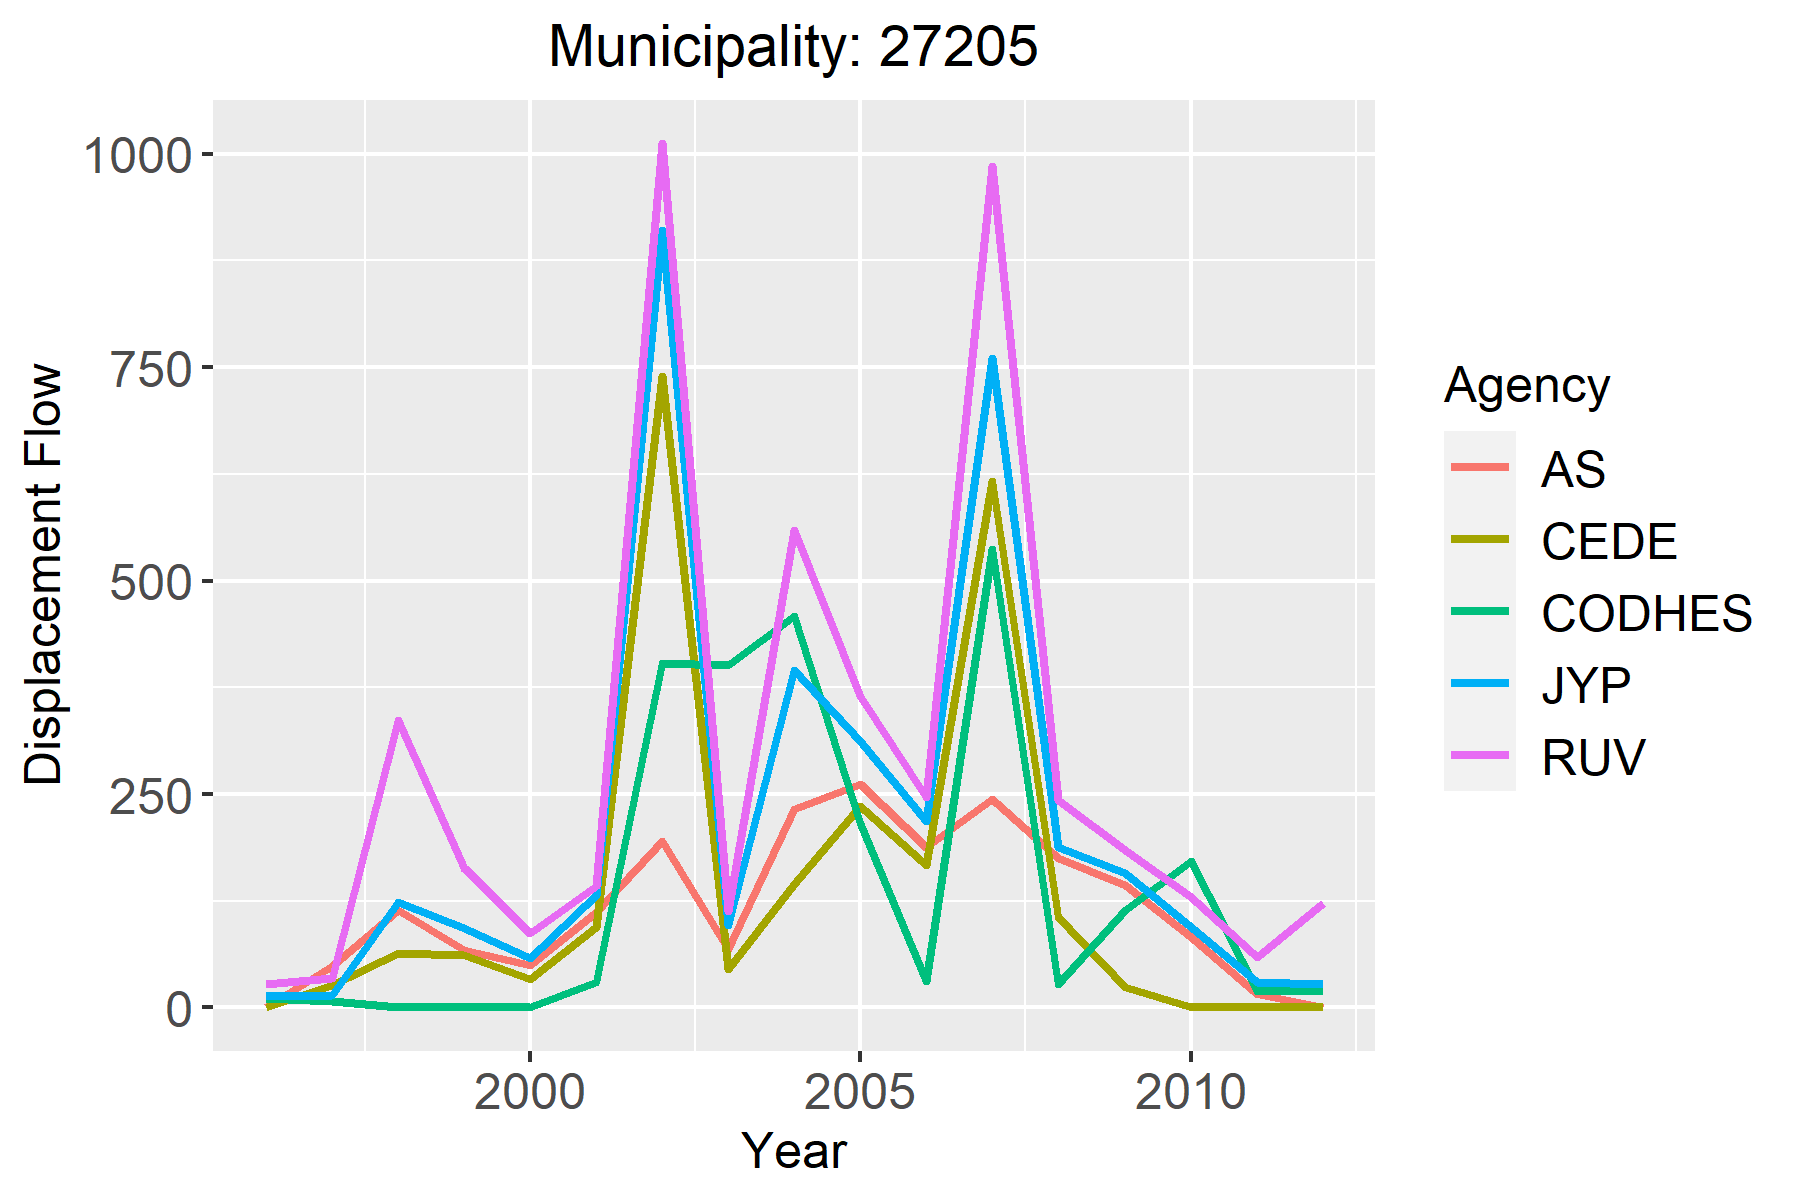 Municipality: 27205
1000
750
500
250
0
Displacement Flow
2000 2005 2010
Year
Agency
AS
CEDE
CODHES
JYP
RUV